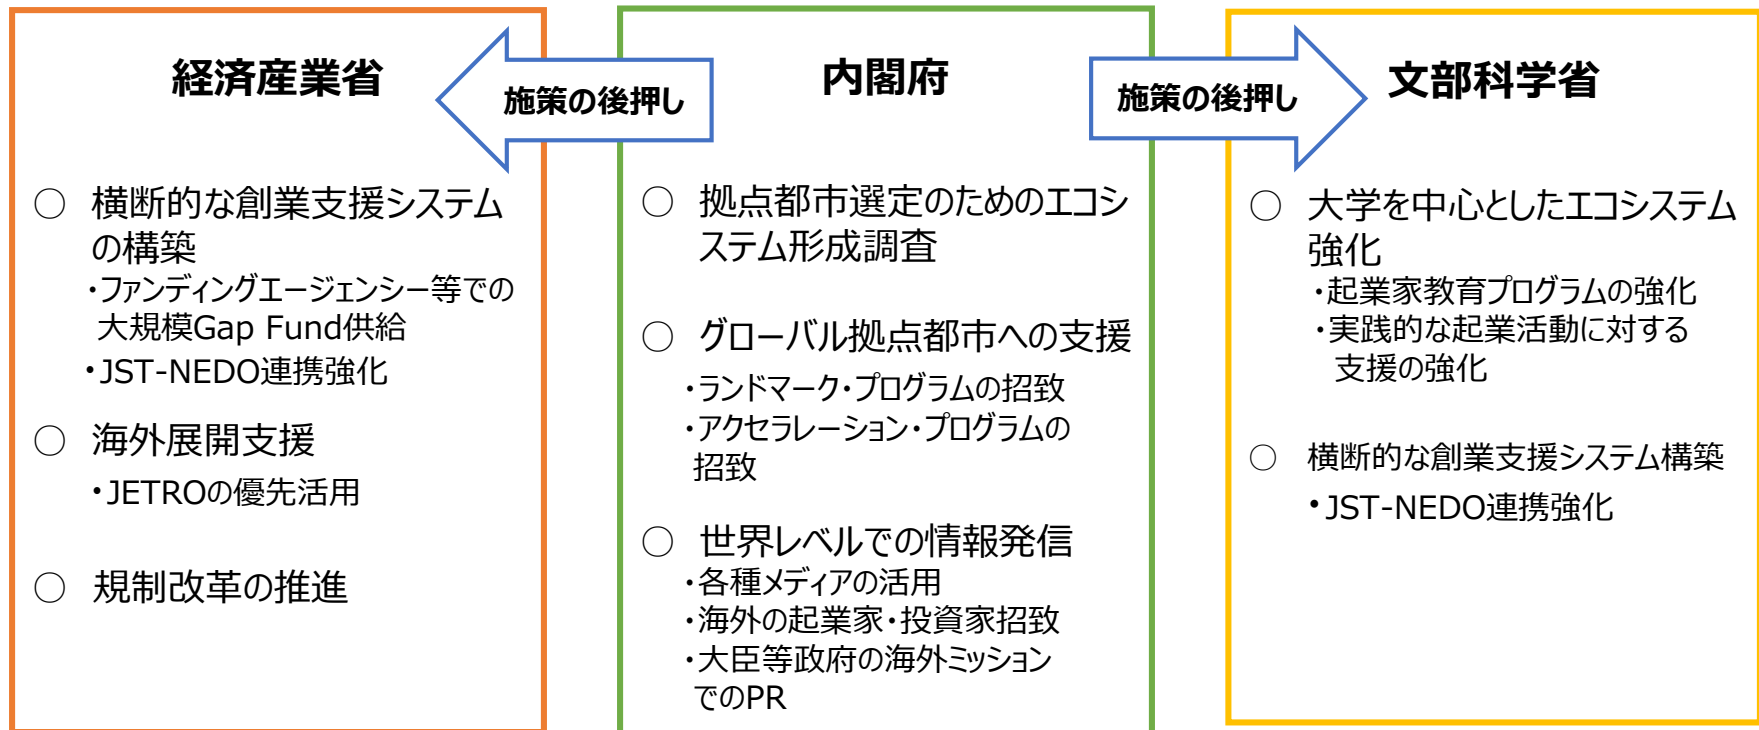 経済産業省
施策の後押し
○ 横断的な創業支援システム
の構築
・ファンディングエージェンシー等での
大規模Gap Fund供給
・JST-NEDO連携強化
○ 海外展開支援
・JETROの優先活用
○ 規制改革の推進
内閣府
○ 拠点都市選定のためのエコシ
ステム形成調査
○ グローバル拠点都市への支援
・ランドマーク・プログラムの招致
・アクセラレーション・プログラムの
招致
○ 世界レベルでの情報発信
・各種メディアの活用
・海外の起業家・投資家招致
・大臣等政府の海外ミッション
でのPR
施策の後押し
文部科学省
○ 大学を中心としたエコシステム
強化
・起業家教育プログラムの強化
・実践的な起業活動に対する
支援の強化
○ 横断的な創業支援システム構築
・JST-NEDO連携強化